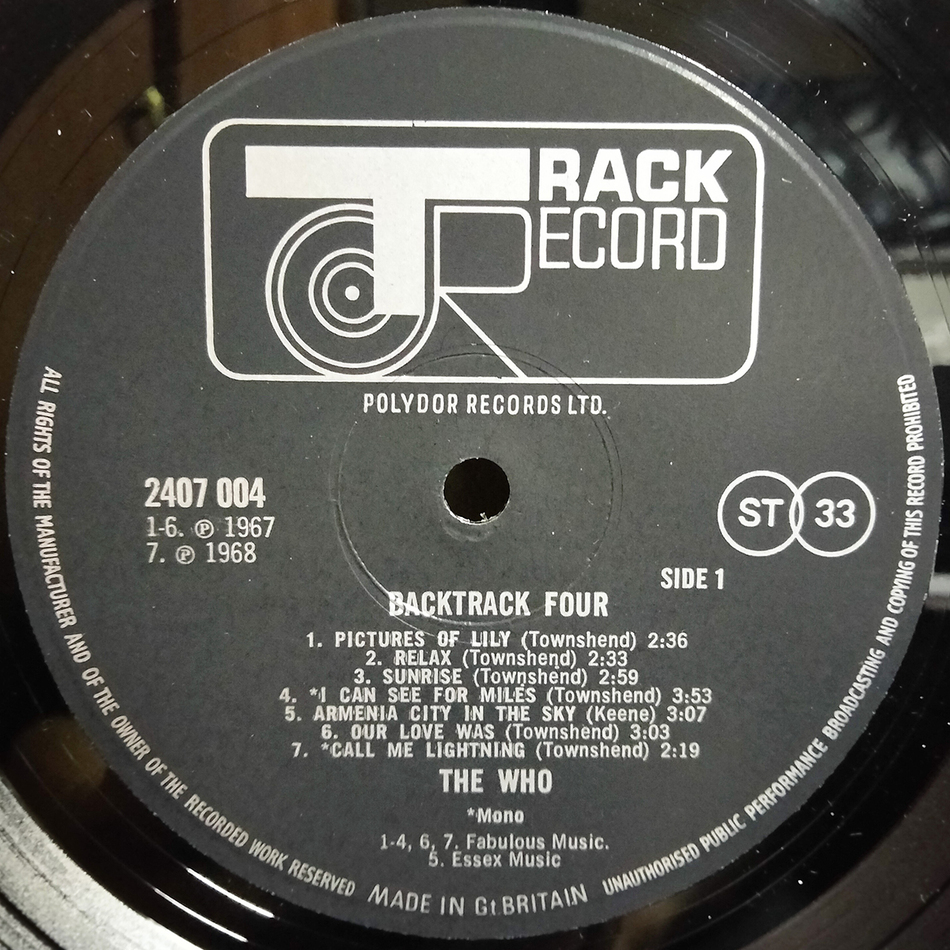 TRACK
RECORD
POLYDOR RECORDS LTD.
2407 004
1-6. ℗ 1967
7. ℗ 1968
ST 33
SIDE 1
BACKTRACK FOUR
1. PICTURES OF LILY (Townshend) 2:36
2. RELAX (Townshend) 2:33
3. SUNRISE (Townshend) 2:59
4. *I CAN SEE FOR MILES (Townshend) 3:53
5. ARMENIA CITY IN THE SKY (Keene) 3:07
6. OUR LOVE WAS (Townshend) 3:03
7. *CALL ME LIGHTNING (Townshend) 2:19
THE WHO
*Mono
1-4, 6, 7. Fabulous Music.
5. Essex Music
ALL RIGHTS OF THE MANUFACTURER AND OF THE OWNER OF THE RECORDED WORK RESERVED
MADE IN Gt.BRITAIN
UNAUTHORISED PUBLIC PERFORMANCE BROADCASTING AND COPYING OF THIS RECORD PROHIBITED